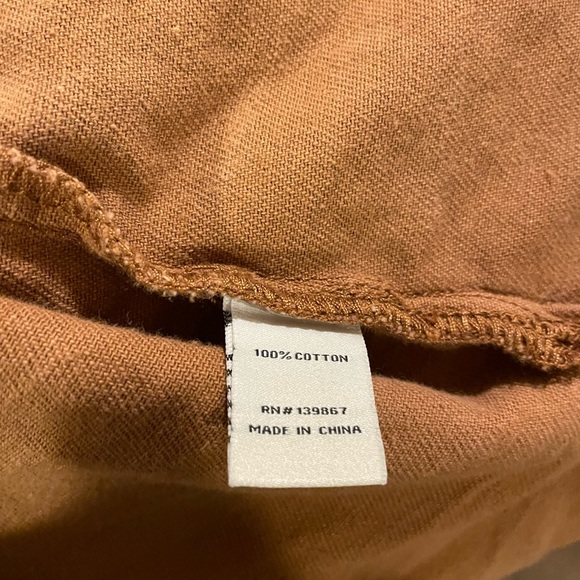 100% COTTON
RN# 139867
MADE IN CHINA